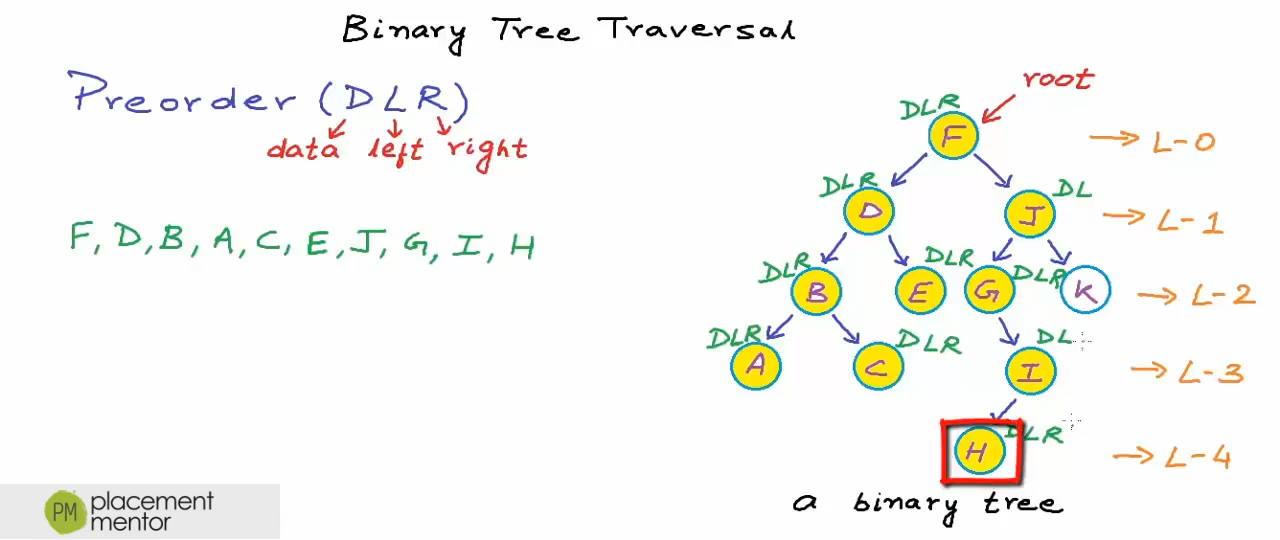 Binary Tree Traversal
Preorder (DLR)
data left right
F, D, B, A, C, E, J, G, I, H
root
DLR
F
L-0
DLR
D
DL
J
L-1
DLR
B
E
DLR
G
DLR
K
L-2
DLR
A
DLR
C
DL
I
L-3
DLR
H
L-4
a binary tree
PM
placement
mentor